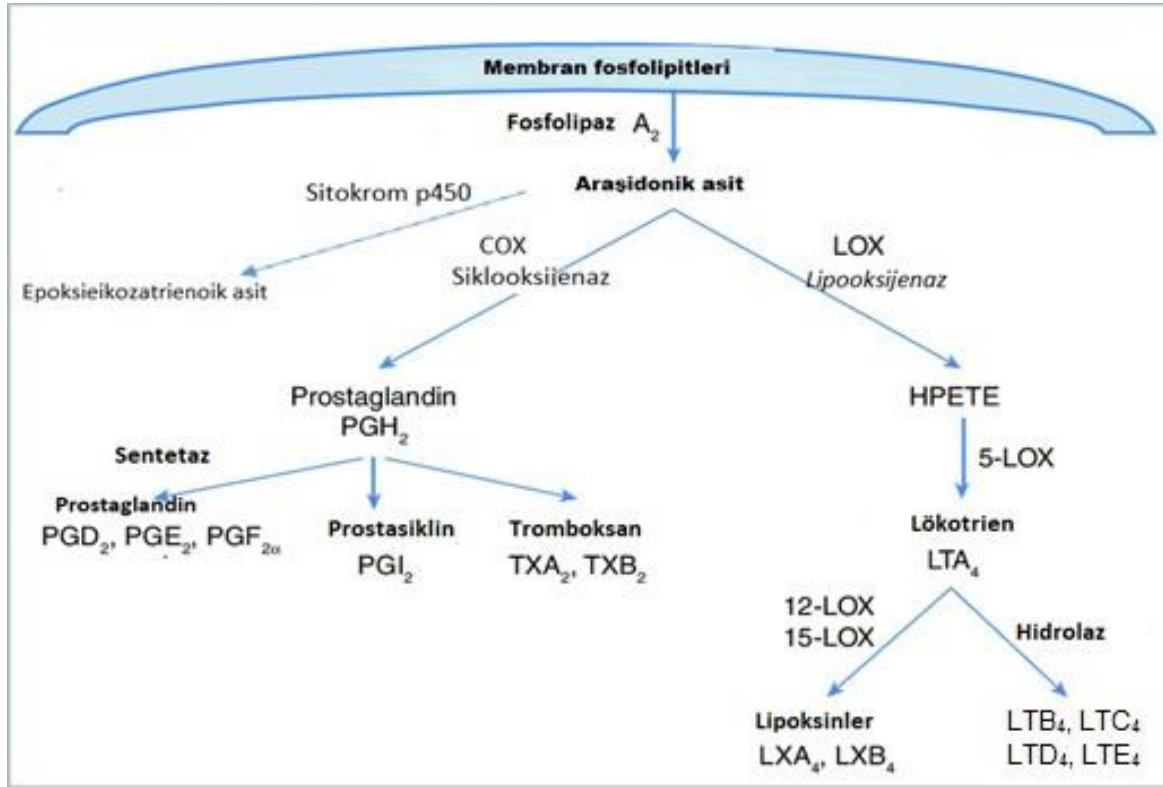 Membran fosfolipitleri
Fosfolipaz A₂
Araşidonik asit
Sitokrom p450
Epoksieikozatrienoik asit
COX
Siklooksijenaz
LOX
Lipooksijenaz
Prostaglandin
PGH₂
HPETE
Sentetaz
5-LOX
Prostaglandin
PGD₂, PGE₂, PGF₂α
Prostasiklin
PGI₂
Tromboksan
TXA₂, TXB₂
Lökotrien
LTA₄
12-LOX
15-LOX
Hidrolaz
Lipoksinler
LXA₄, LXB₄
LTB₄, LTC₄
LTD₄, LTE₄